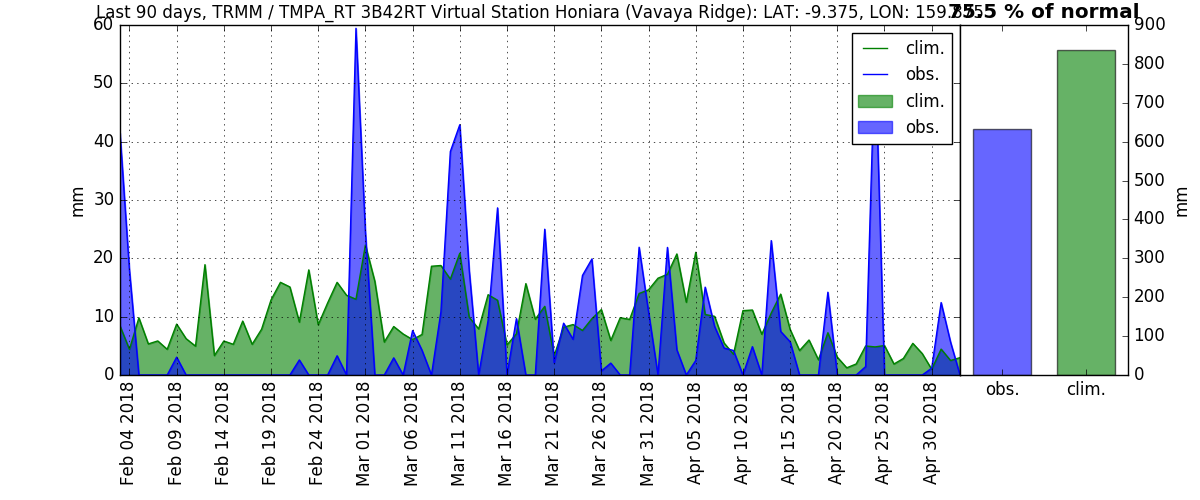 Last 90 days, TRMM / TMPA_RT 3B42RT Virtual Station Honiara (Vavaya Ridge): LAT: -9.375, LON:
75.5 % of normal
clim.
obs.
clim.
obs.
60
50
40
30
20
10
0
mm
900
800
700
600
500
400
300
200
100
0
mm
Feb 04 2018
Feb 09 2018
Feb 14 2018
Feb 19 2018
Feb 24 2018
Mar 01 2018
Mar 06 2018
Mar 11 2018
Mar 16 2018
Mar 21 2018
Mar 26 2018
Mar 31 2018
Apr 05 2018
Apr 10 2018
Apr 15 2018
Apr 20 2018
Apr 25 2018
Apr 30 2018
obs.
clim.